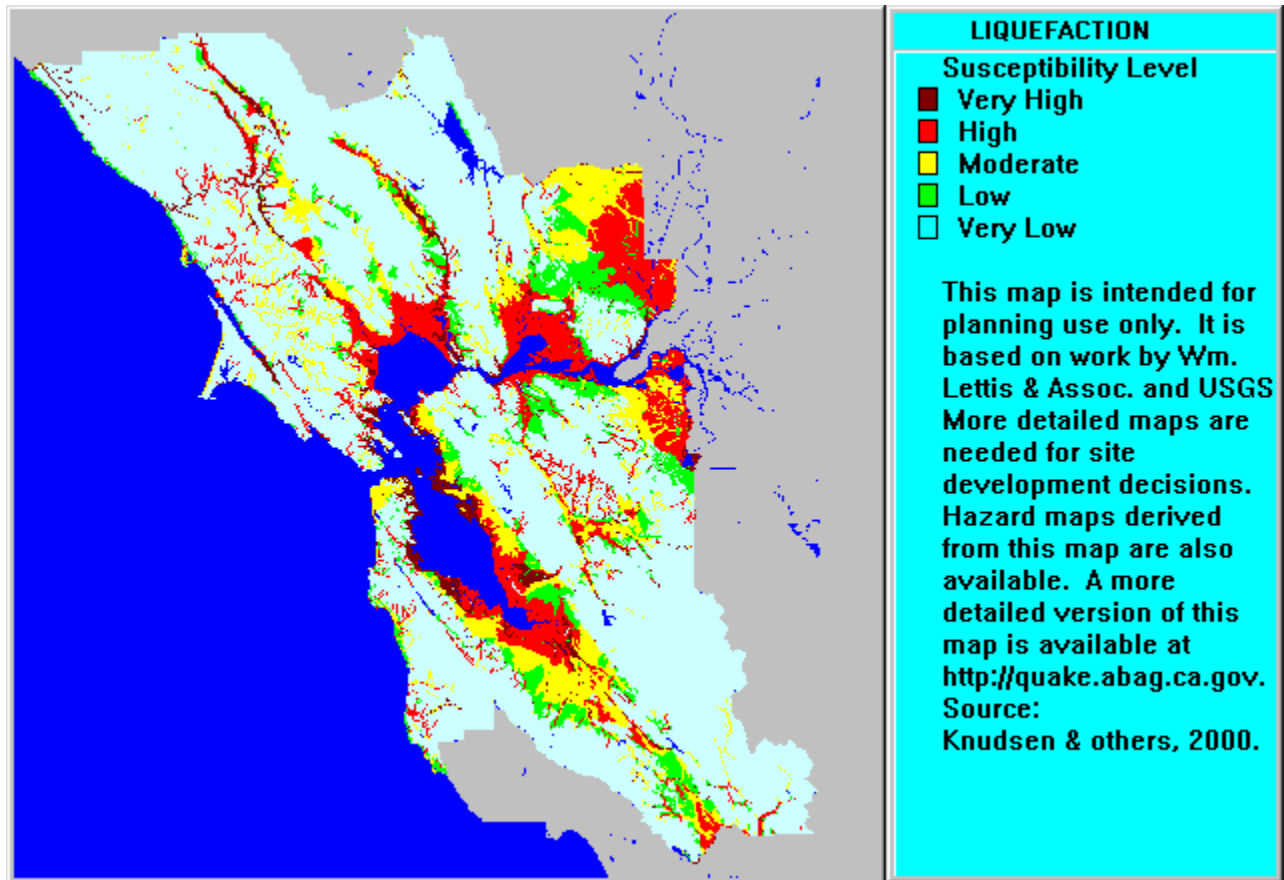 LIQUEFACTION
Susceptibility Level
Very High
High
Moderate
Low
Very Low
This map is intended for
planning use only. It is
based on work by Wm.
Lettis & Assoc. and USGS
More detailed maps are
needed for site
development decisions.
Hazard maps derived
from this map are also
available. A more
detailed version of this
map is available at
http://quake.abag.ca.gov.
Source:
Knudsen & others, 2000.